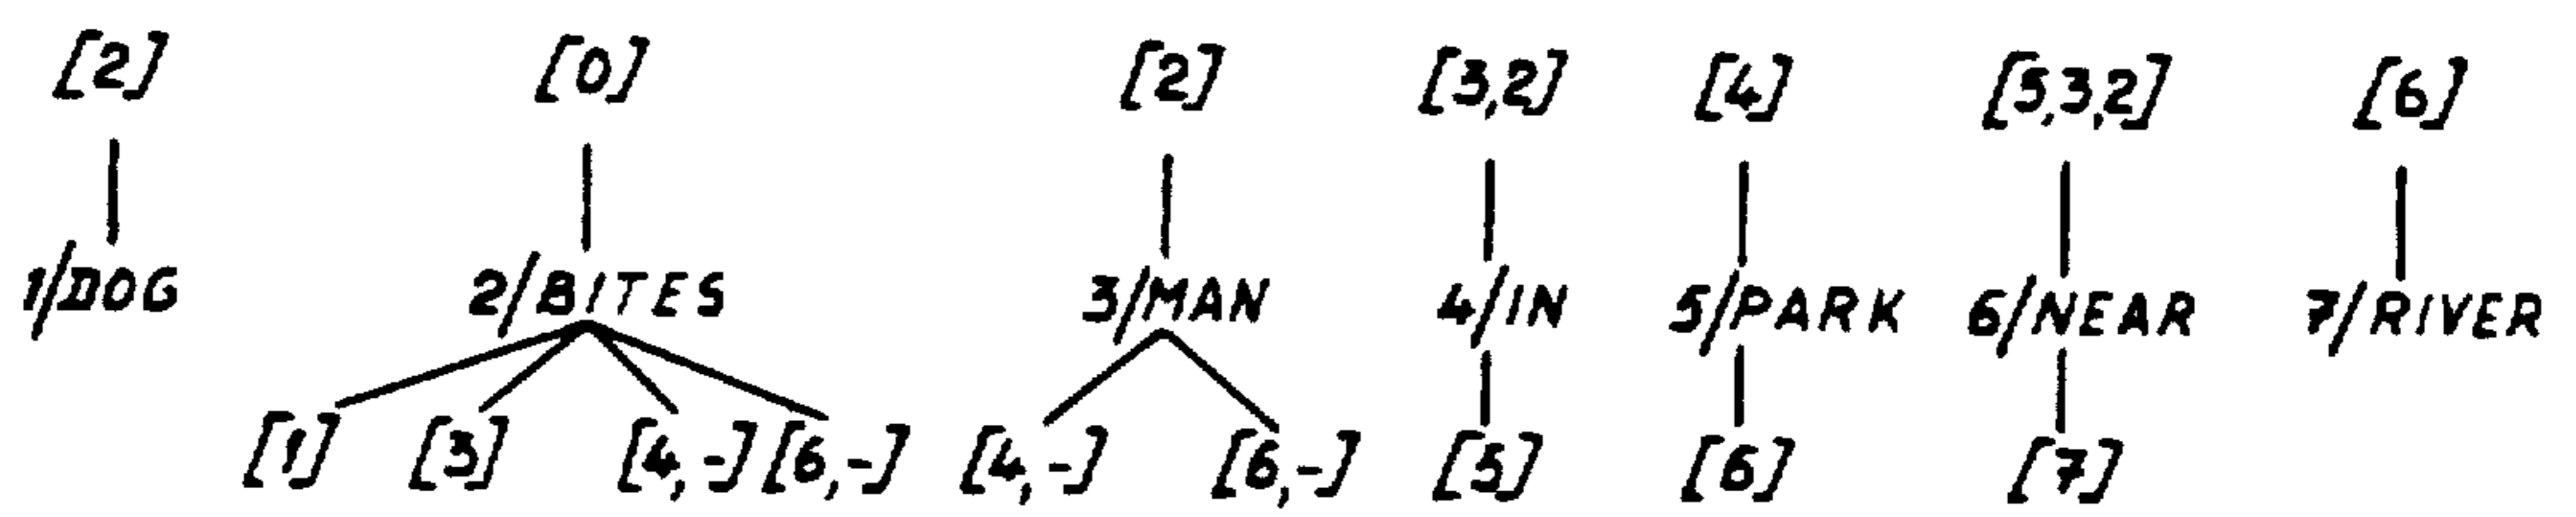 [2] [0] [2] [3,2] [4] [5,3,2] [6]
1/DOG 2/BITES 3/MAN 4/IN 5/PARK 6/NEAR 7/RIVER
[1] [3] [4,-] [6,-] [4,-] [6,-] [5] [6] [7]